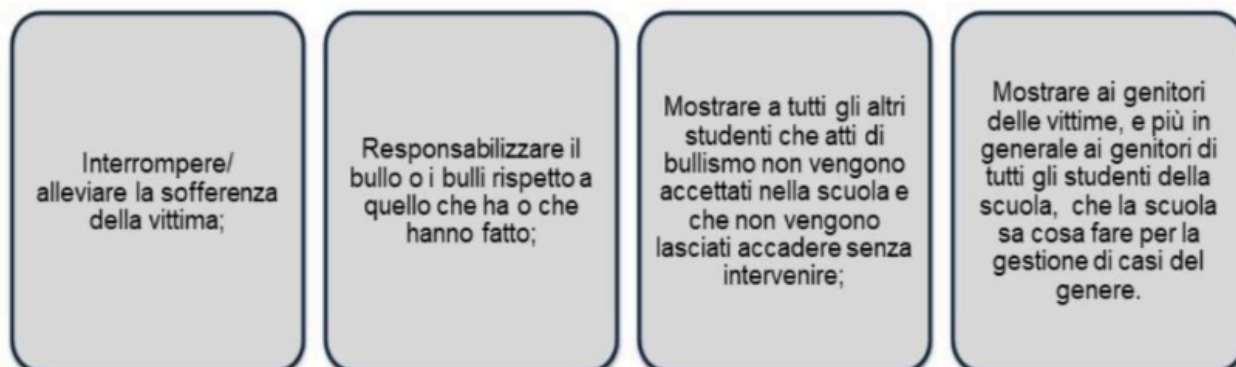 Interrompere/
alleviare la sofferenza
della vittima;
Responsabilizzare il
bullo o i bulli rispetto a
quello che ha o che
hanno fatto;
Mostrare a tutti gli altri
studenti che atti di
bullismo non vengono
accettati nella scuola e
che non vengono
lasciati accadere senza
intervenire;
Mostrare ai genitori
delle vittime, e più in
generale ai genitori di
tutti gli studenti della
scuola, che la scuola
sa cosa fare per la
gestione di casi del
genere.